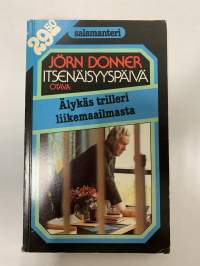 29.50
salamanteri
JÖRN DONNER
ITSENÄISYYSPÄIVÄ
OTAVA
Älykäs trilleri
liikemaailmasta